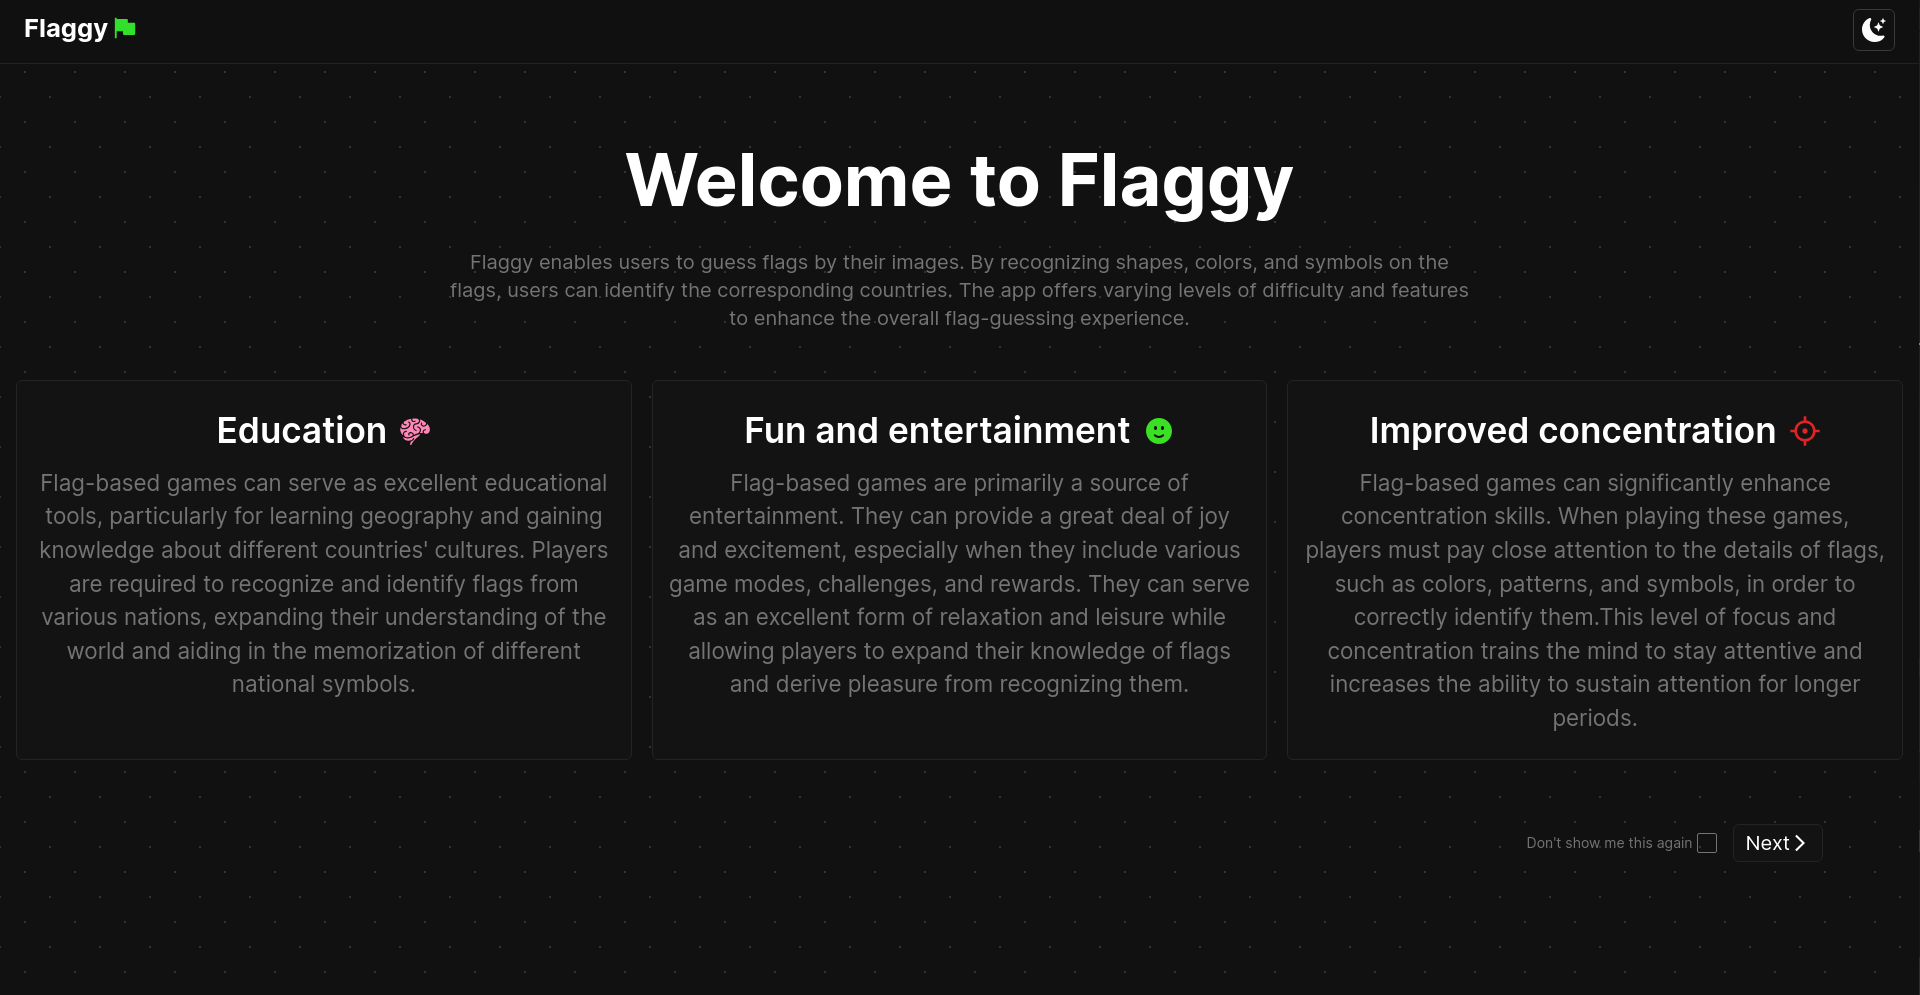 Flaggy
Welcome to Flaggy
Flaggy enables users to guess flags by their images. By recognizing shapes, colors, and symbols on the
flags, users can identify the corresponding countries. The app offers varying levels of difficulty and features
to enhance the overall flag-guessing experience.
Education
Flag-based games can serve as excellent educational
tools, particularly for learning geography and gaining
knowledge about different countries' cultures. Players
are required to recognize and identify flags from
various nations, expanding their understanding of the
world and aiding in the memorization of different
national symbols.
Fun and entertainment
Flag-based games are primarily a source of
entertainment. They can provide a great deal of joy
and excitement, especially when they include various
game modes, challenges, and rewards. They can serve
as an excellent form of relaxation and leisure while
allowing players to expand their knowledge of flags
and derive pleasure from recognizing them.
Improved concentration
Flag-based games can significantly enhance
concentration skills. When playing these games,
players must pay close attention to the details of flags,
such as colors, patterns, and symbols, in order to
correctly identify them.This level of focus and
concentration trains the mind to stay attentive and
increases the ability to sustain attention for longer
periods.
Don't show me this again
Next